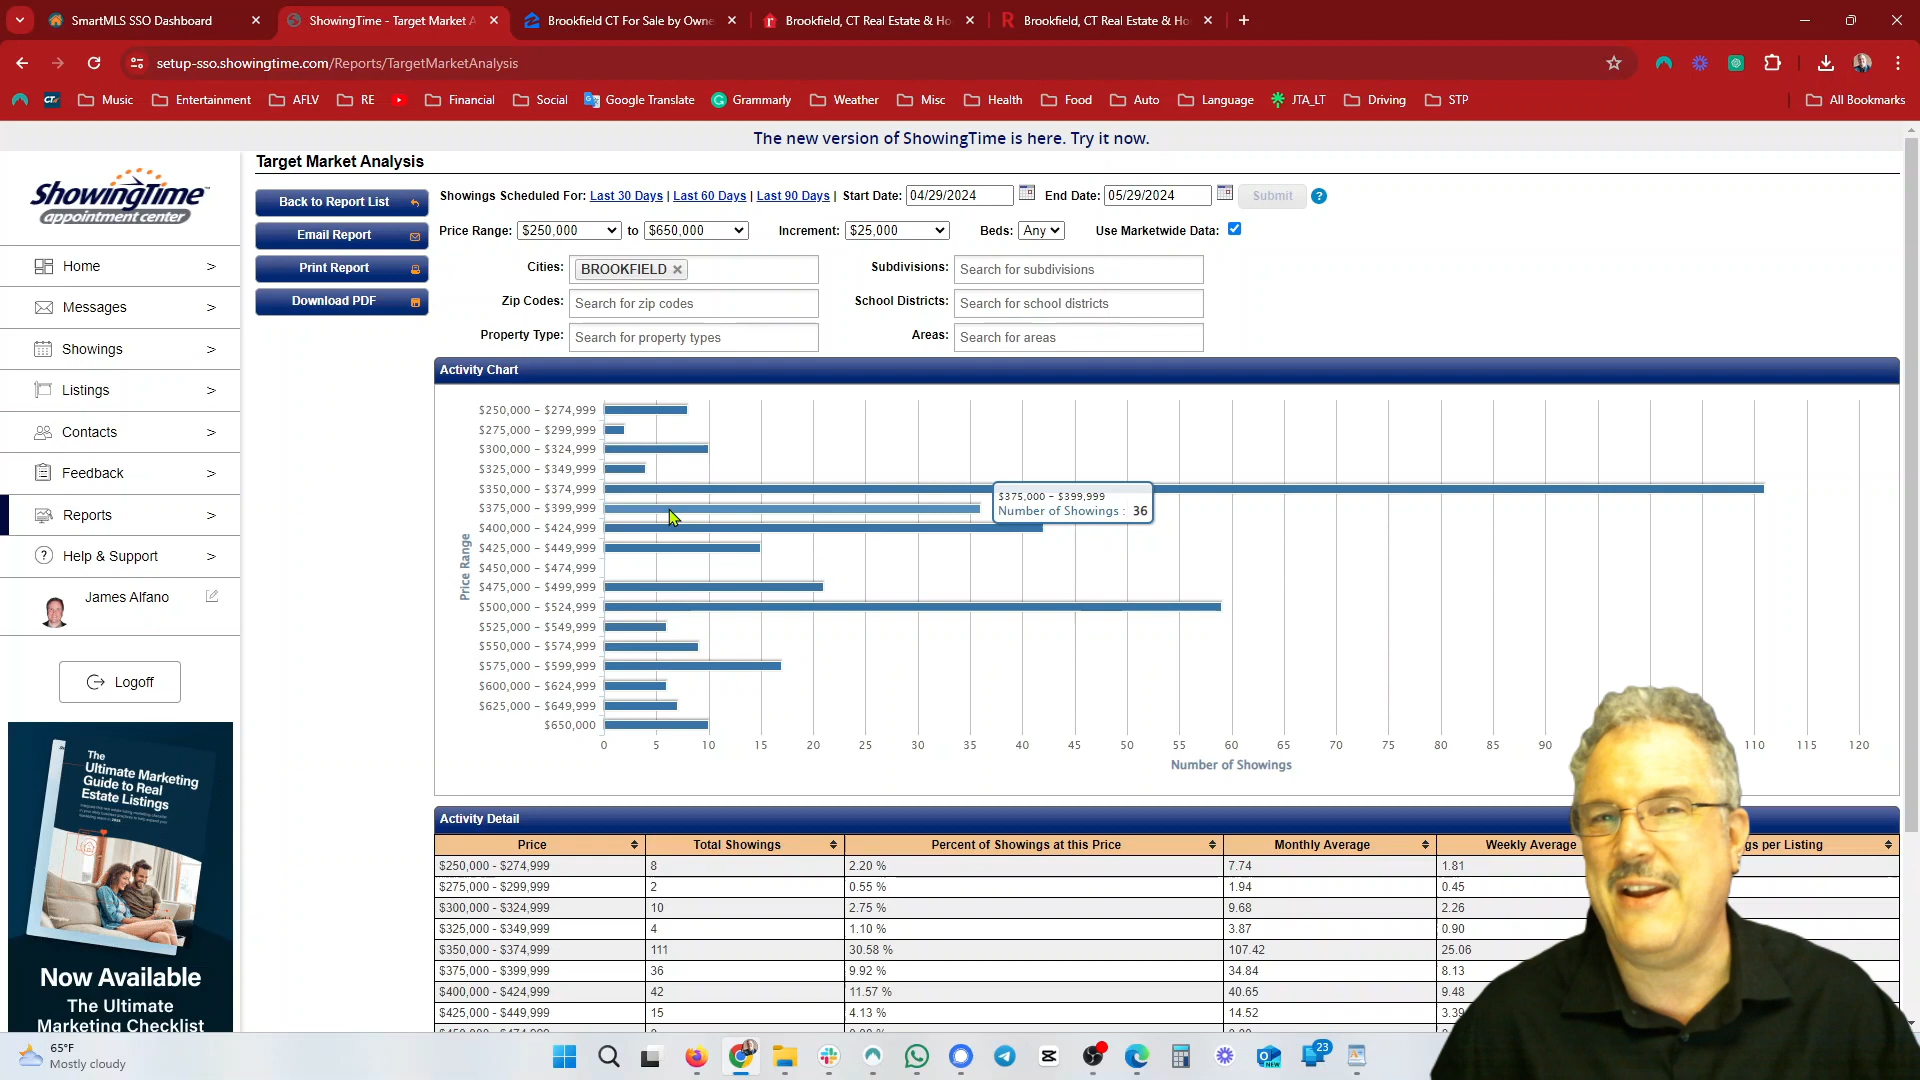 SmartMLS SSO Dashboard
ShowingTime - Target Market A
Brookfield CT For Sale by Owne
Brookfield, CT Real Estate & Ho
Brookfield, CT Real Estate & Ho
setup-sso.showingtime.com/Reports/TargetMarketAnalysis
Music Entertainment AFLV RE Financial Social Google Translate Grammarly Weather Misc Health Food Auto Language JTA_LT Driving STP All Bookmarks
The new version of ShowingTime is here. Try it now.
ShowingTime
appointment center
Home >
Messages >
Showings >
Listings >
Contacts >
Feedback >
Reports >
Help & Support >
James Alfano
Logoff
The
Ultimate Marketing
Guide to Real
Estate Listings
Now Available
The Ultimate
Marketing Checklist
Target Market Analysis
Back to Report List
Email Report
Print Report
Download PDF
Showings Scheduled For: Last 30 Days | Last 60 Days | Last 90 Days | Start Date: 04/29/2024 End Date: 05/29/2024 Submit ?
Price Range: $250,000 to $650,000 Increment: $25,000 Beds: Any Use Marketwide Data:
Cities: BROOKFIELD × Subdivisions: Search for subdivisions
Zip Codes: Search for zip codes School Districts: Search for school districts
Property Type: Search for property types Areas: Search for areas
Activity Chart
Price Range
$250,000 - $274,999
$275,000 - $299,999
$300,000 - $324,999
$325,000 - $349,999
$350,000 - $374,999
$375,000 - $399,999
$400,000 - $424,999
$425,000 - $449,999
$450,000 - $474,999
$475,000 - $499,999
$500,000 - $524,999
$525,000 - $549,999
$550,000 - $574,999
$575,000 - $599,999
$600,000 - $624,999
$625,000 - $649,999
$650,000
$375,000 - $399,999
Number of Showings : 36
0 5 10 15 20 25 30 35 40 45 50 55 60 65 70 75 80 85 90 110 115 120
Number of Showings
Activity Detail
Price Total Showings Percent of Showings at this Price Monthly Average Weekly Average gs per Listing
$250,000 - $274,999 8 2.20 % 7.74 1.81
$275,000 - $299,999 2 0.55 % 1.94 0.45
$300,000 - $324,999 10 2.75 % 9.68 2.26
$325,000 - $349,999 4 1.10 % 3.87 0.90
$350,000 - $374,999 111 30.58 % 107.42 25.06
$375,000 - $399,999 36 9.92 % 34.84 8.13
$400,000 - $424,999 42 11.57 % 40.65 9.48
$425,000 - $449,999 15 4.13 % 14.52 3.39
65°F
Mostly cloudy
NEW
23